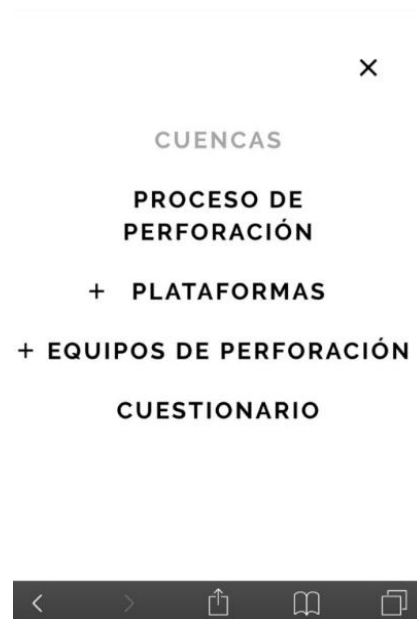 CUENCAS
PROCESO DE
PERFORACIÓN
+ PLATAFORMAS
+ EQUIPOS DE PERFORACIÓN
CUESTIONARIO